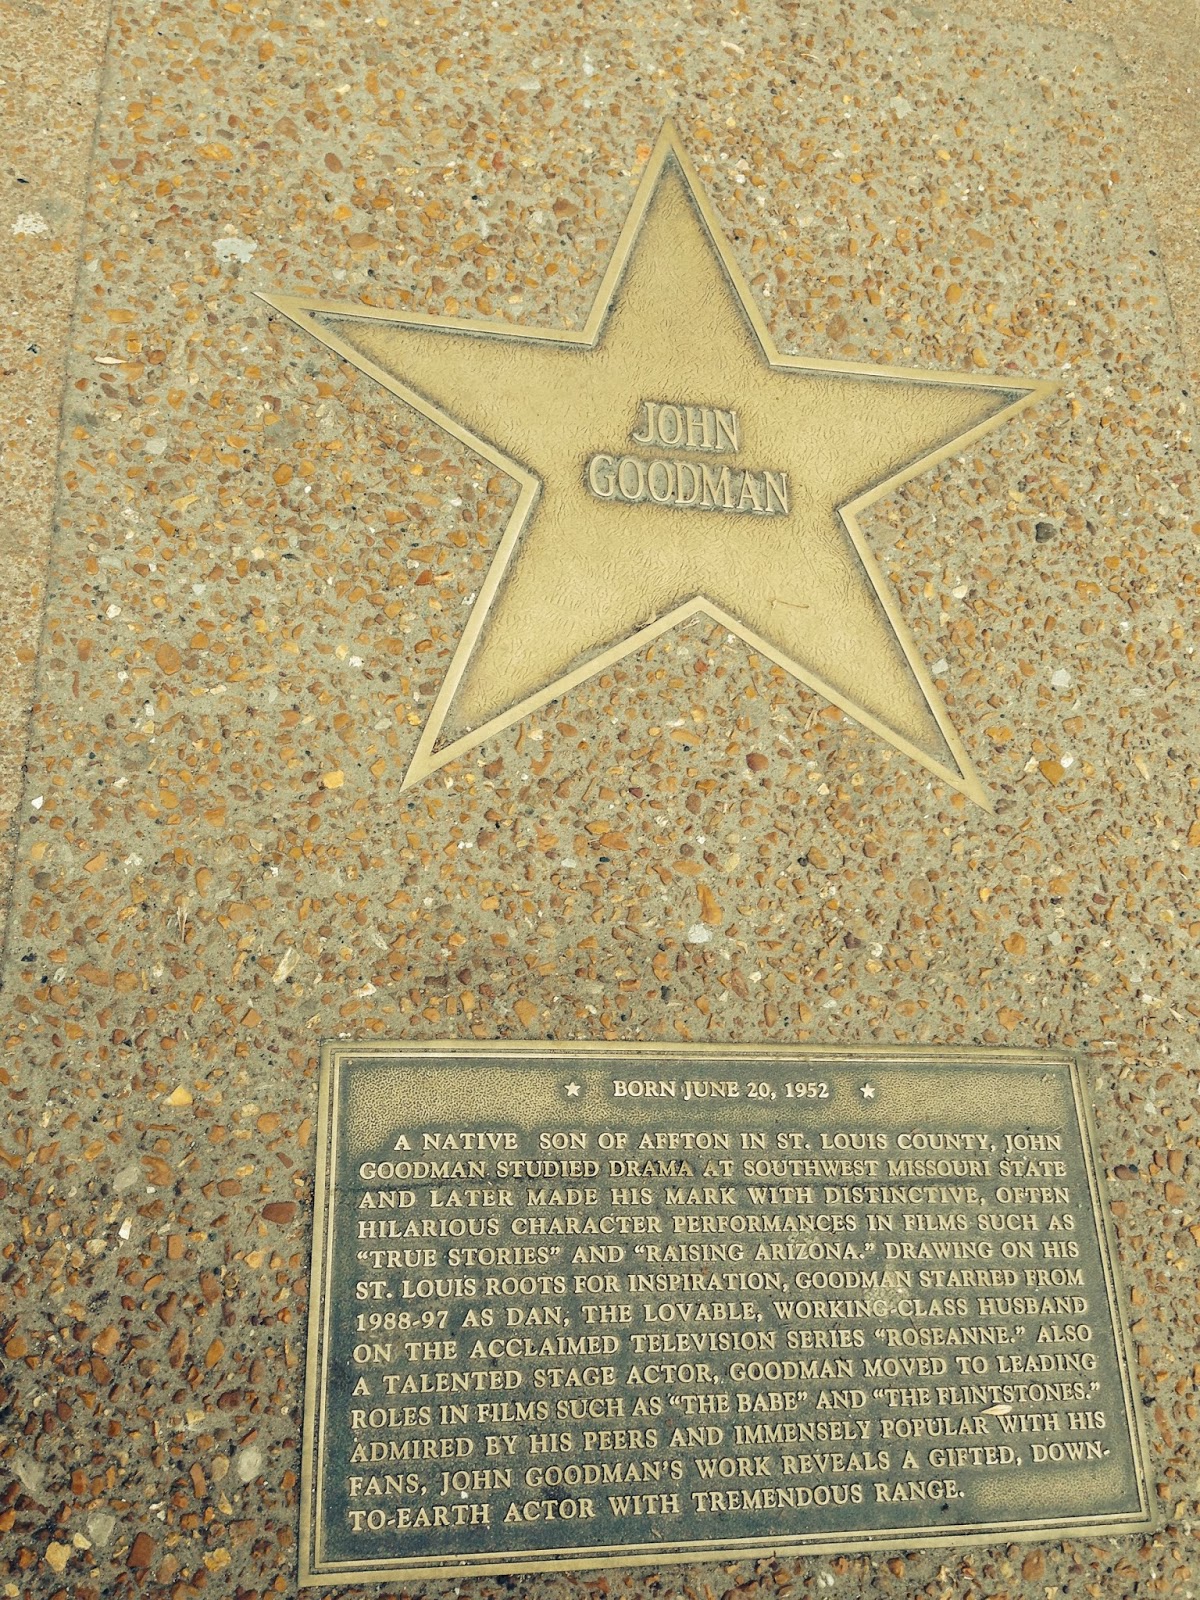 JOHN
GOODMAN
BORN JUNE 20, 1952
A NATIVE SON OF AFFTON IN ST. LOUIS COUNTY, JOHN
GOODMAN STUDIED DRAMA AT SOUTHWEST MISSOURI STATE
AND LATER MADE HIS MARK WITH DISTINCTIVE, OFTEN
HILARIOUS CHARACTER PERFORMANCES IN FILMS SUCH AS
“TRUE STORIES” AND “RAISING ARIZONA.” DRAWING ON HIS
ST. LOUIS ROOTS FOR INSPIRATION, GOODMAN STARRED FROM
1988-97 AS DAN, THE LOVABLE, WORKING-CLASS HUSBAND
ON THE ACCLAIMED TELEVISION SERIES “ROSEANNE.” ALSO
A TALENTED STAGE ACTOR, GOODMAN MOVED TO LEADING
ROLES IN FILMS SUCH AS “THE BABE” AND “THE FLINTSTONES.”
ADMIRED BY HIS PEERS AND IMMENSELY POPULAR WITH HIS
FANS, JOHN GOODMAN’S WORK REVEALS A GIFTED, DOWN-
TO-EARTH ACTOR WITH TREMENDOUS RANGE.